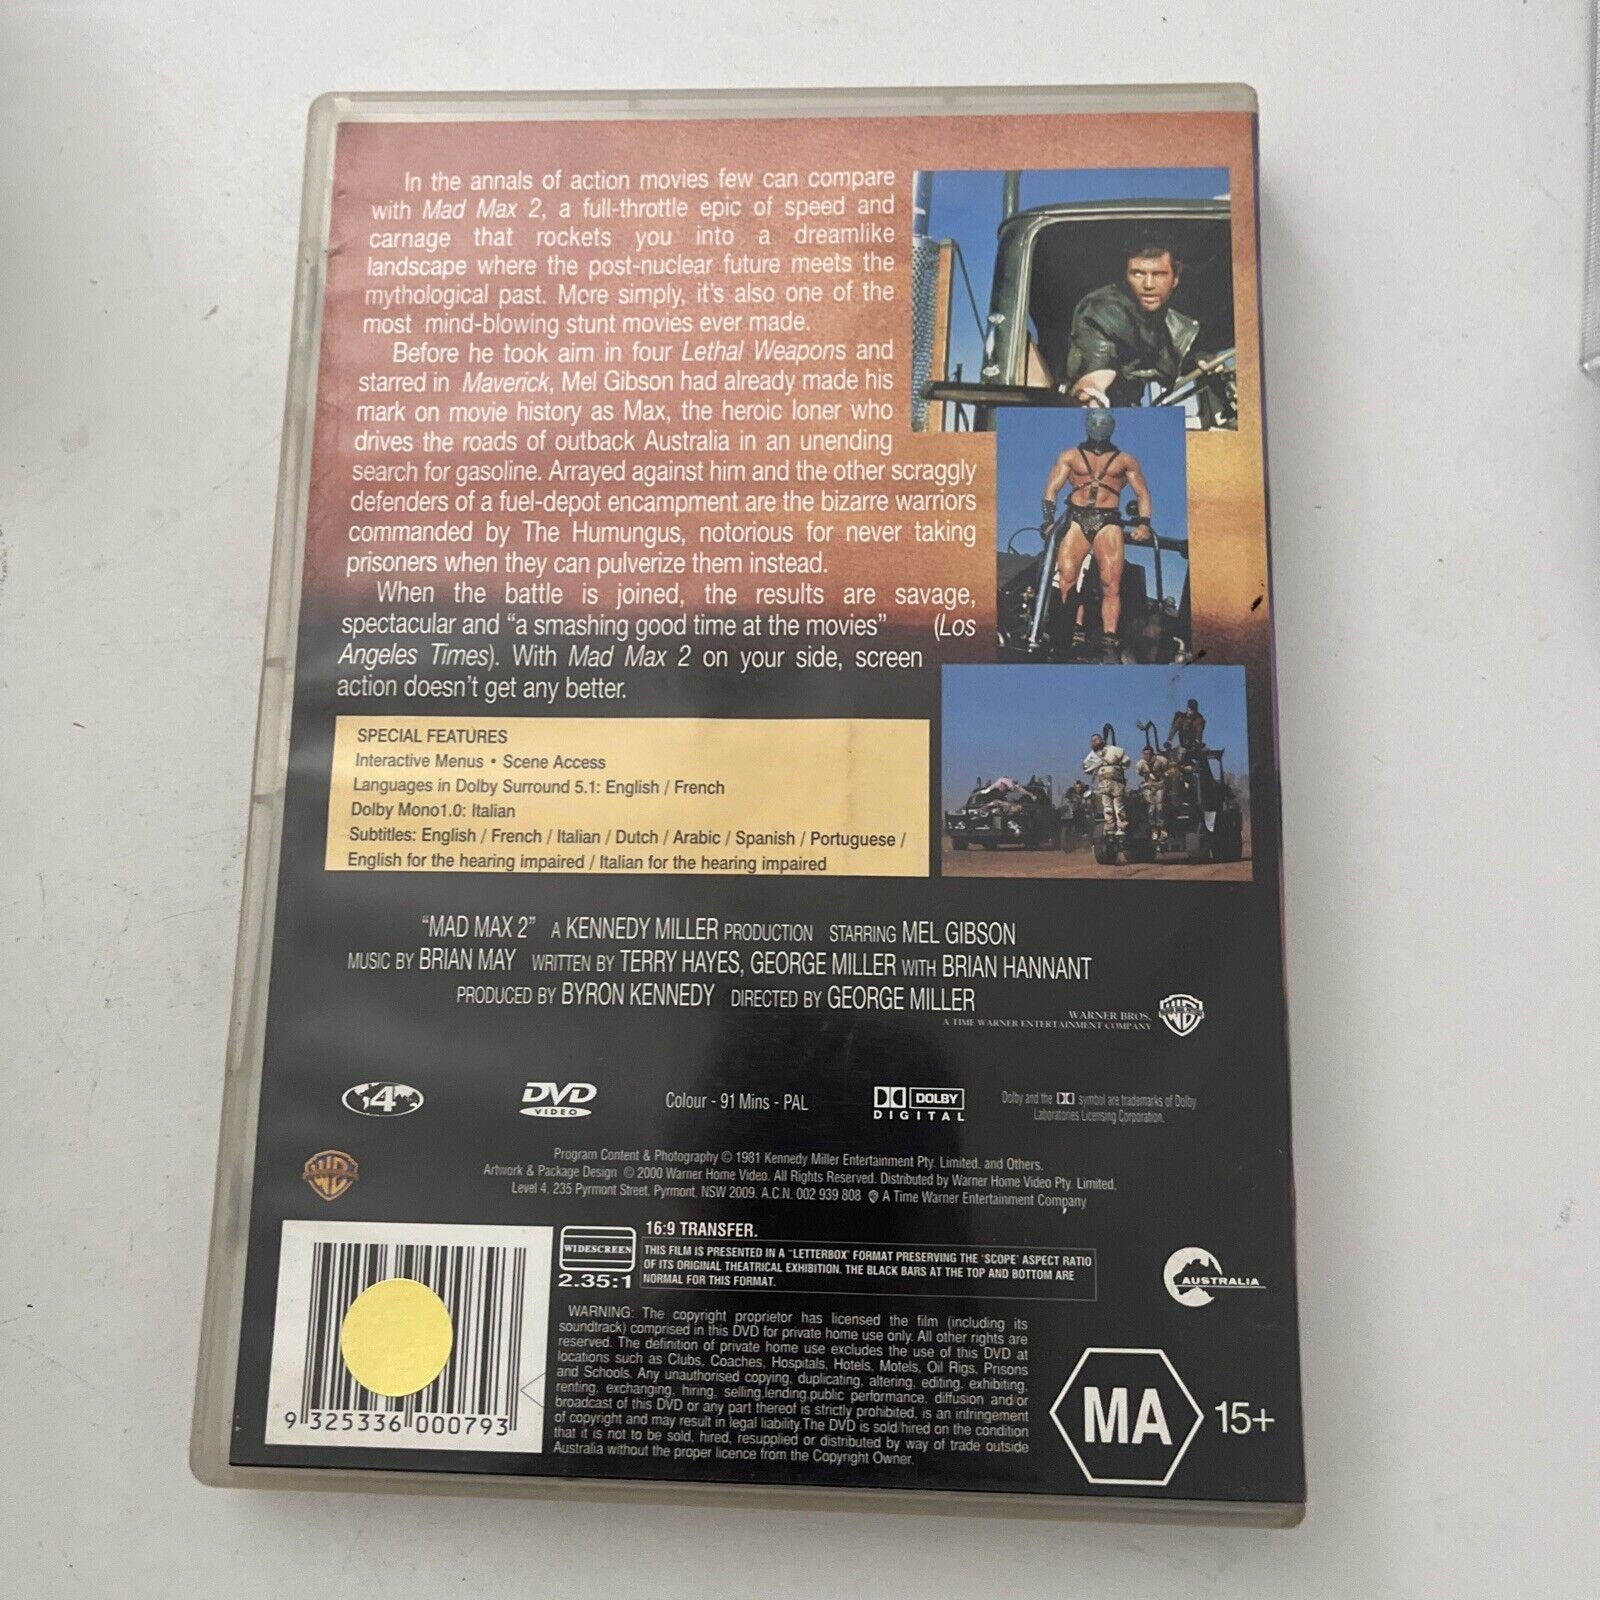 In the annals of action movies few can compare
with Mad Max 2, a full-throttle epic of speed and
carnage that rockets you into a dreamlike
landscape where the post-nuclear future meets the
mythological past. More simply, it's also one of the
most mind-blowing stunt movies ever made.
Before he took aim in four Lethal Weapons and
starred in Maverick, Mel Gibson had already made his
mark on movie history as Max, the heroic loner who
drives the roads of outback Australia in an unending
search for gasoline. Arrayed against him and the other scraggly
defenders of a fuel-depot encampment are the bizarre warriors
commanded by The Humungus, notorious for never taking
prisoners when they can pulverize them instead.
When the battle is joined, the results are savage,
spectacular and “a smashing good time at the movies” (Los
Angeles Times). With Mad Max 2 on your side, screen
action doesn't get any better.
SPECIAL FEATURES
Interactive Menus • Scene Access
Languages in Dolby Surround 5.1: English / French
Dolby Mono1.0: Italian
Subtitles: English / French / Italian / Dutch / Arabic / Spanish / Portuguese /
English for the hearing impaired / Italian for the hearing impaired
“MAD MAX 2” A KENNEDY MILLER PRODUCTION STARRING MEL GIBSON
MUSIC BY BRIAN MAY WRITTEN BY TERRY HAYES, GEORGE MILLER WITH BRIAN HANNANT
PRODUCED BY BYRON KENNEDY DIRECTED BY GEORGE MILLER
WARNER BROS.
A TIME WARNER ENTERTAINMENT COMPANY
4
DVD
VIDEO
Colour - 91 Mins - PAL
DOLBY
DIGITAL
Dolby and the symbol are trademarks of Dolby
Laboratories Licensing Corporation.
Program Content & Photography © 1981 Kennedy Miller Entertainment Pty. Limited. and Others.
Artwork & Package Design © 2000 Warner Home Video. All Rights Reserved. Distributed by Warner Home Video Pty. Limited.
Level 4, 235 Pyrmont Street, Pyrmont, NSW 2009. A.C.N. 002 939 808 A Time Warner Entertainment Company
9 325336 000793
WIDESCREEN
2.35:1
16:9 TRANSFER.
THIS FILM IS PRESENTED IN A "LETTERBOX' FORMAT PRESERVING THE 'SCOPE' ASPECT RATIO
OF ITS ORIGINAL THEATRICAL EXHIBITION. THE BLACK BARS AT THE TOP AND BOTTOM ARE
NORMAL FOR THIS FORMAT.
AUSTRALIA
WARNING: The copyright proprietor has licensed the film (including its
soundtrack) comprised in this DVD for private home use only. All other rights are
reserved. The definition of private home use excludes the use of this DVD at
locations such as Clubs, Coaches, Hospitals, Hotels, Motels, Oil Rigs, Prisons
and Schools. Any unauthorised copying, duplicating, altering, editing, exhibiting,
renting, exchanging, hiring, selling,lending,public performance, diffusion and/or
broadcast of this DVD or any part thereof is strictly prohibited, is an infringement
of copyright and may result in legal liability.The DVD is sold/hired on the condition
that it is not to be sold, hired, resupplied or distributed by way of trade outside
Australia without the proper licence from the Copyright Owner.
MA 15+